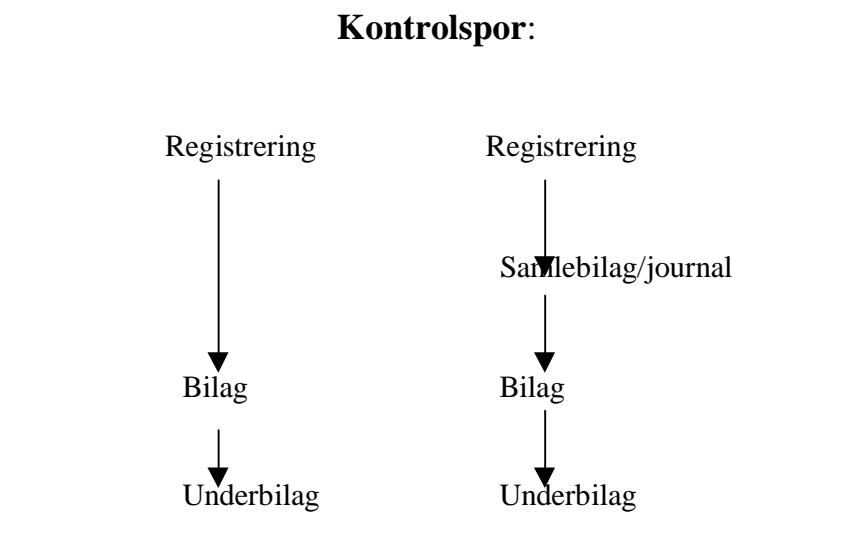 Kontrolspor:
Registrering Registrering
Samlebilag/journal
Bilag Bilag
Underbilag Underbilag